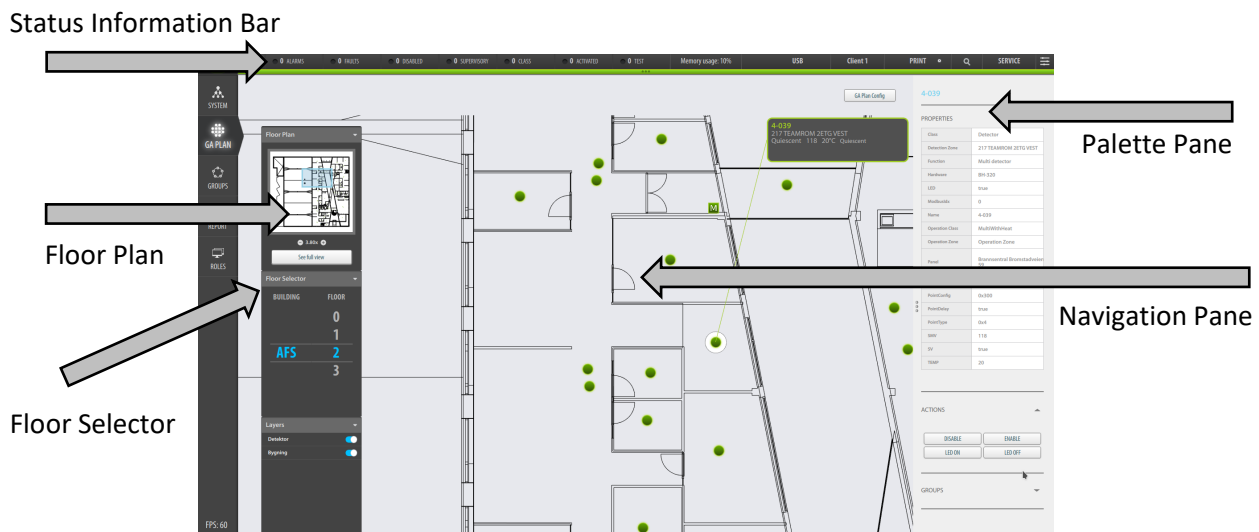 Status Information Bar
0 ALARMS 0 FAULTS 0 DISABLED 0 SUPERVISORY 0 CLASS 0 ACTIVATED 0 TEST Memory usage: 10% USB Client 1 PRINT SERVICE
SYSTEM
GA PLAN
GROUPS
REPORT
ROLES
FPS: 60
Floor Plan
3.80x
See full view
Floor Selector
BUILDING FLOOR
0
1
AFS 2
3
Layers
Detektor
Bygning
GA Plan Config
4-039
217 TEAMROM 2ETG VEST
Quiescent 118 20°C Quiescent
M
4-039
PROPERTIES
Class Detector
Detection Zone 217 TEAMROM 2ETG VEST
Function Multi detector
Hardware BH-320
LED true
ModbusIdx 0
Name 4-039
Operation Class MultiWithHeat
Operation Zone Operation Zone
Panel Brannsentral Bromstadveien
PointConfig 0x300
PointDelay true
PointType 0x4
118
SV true
TEMP 20
ACTIONS
DISABLE ENABLE
LED ON LED OFF
GROUPS
Palette Pane
Floor Plan
Navigation Pane
Floor Selector